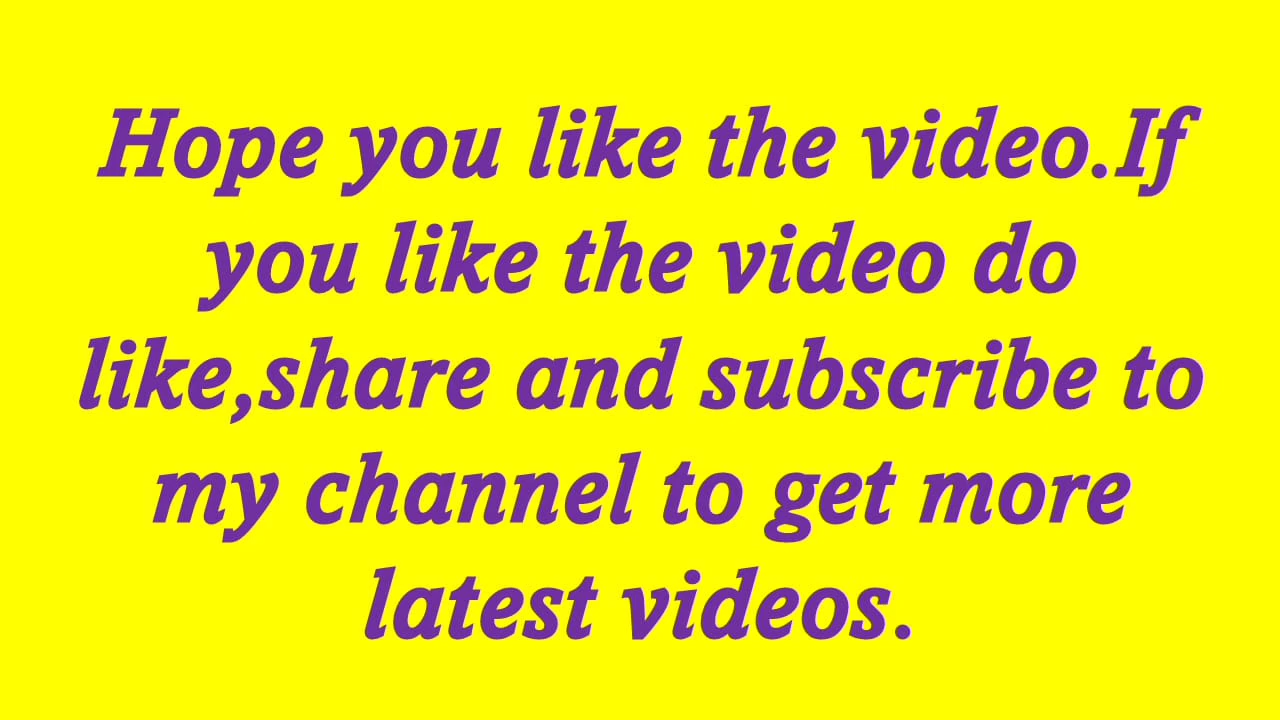 Hope you like the video.If
you like the video do
like,share and subscribe to
my channel to get more
latest videos.